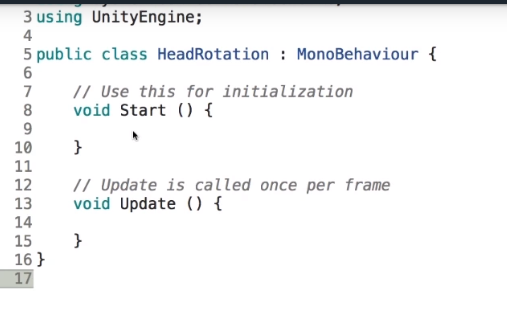 3 using UnityEngine;
4
5 public class HeadRotation : MonoBehaviour {
6
7 // Use this for initialization
8 void Start () {
9
10 }
11
12 // Update is called once per frame
13 void Update () {
14
15 }
16 }
17